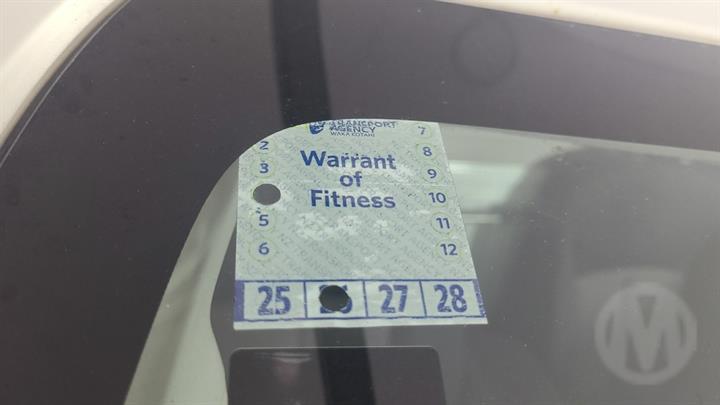 TRANSPORT
AGENCY
WAKA KOTAHI
Warrant
of
Fitness
2
3
5
6
7
8
9
10
11
12
25 26 27 28
M